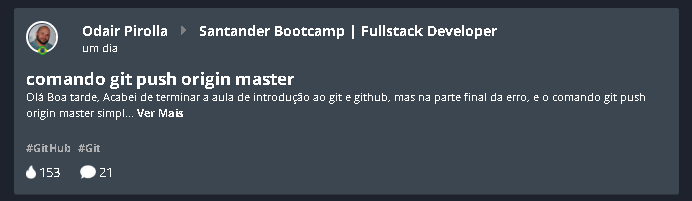 Odair Pirolla Santander Bootcamp | Fullstack Developer
um dia
comando git push origin master
Olá Boa tarde, Acabei de terminar a aula de introdução ao git e github, mas na parte final da erro, e o comando git push
origin master simpl... Ver Mais
#GitHub #Git
153 21